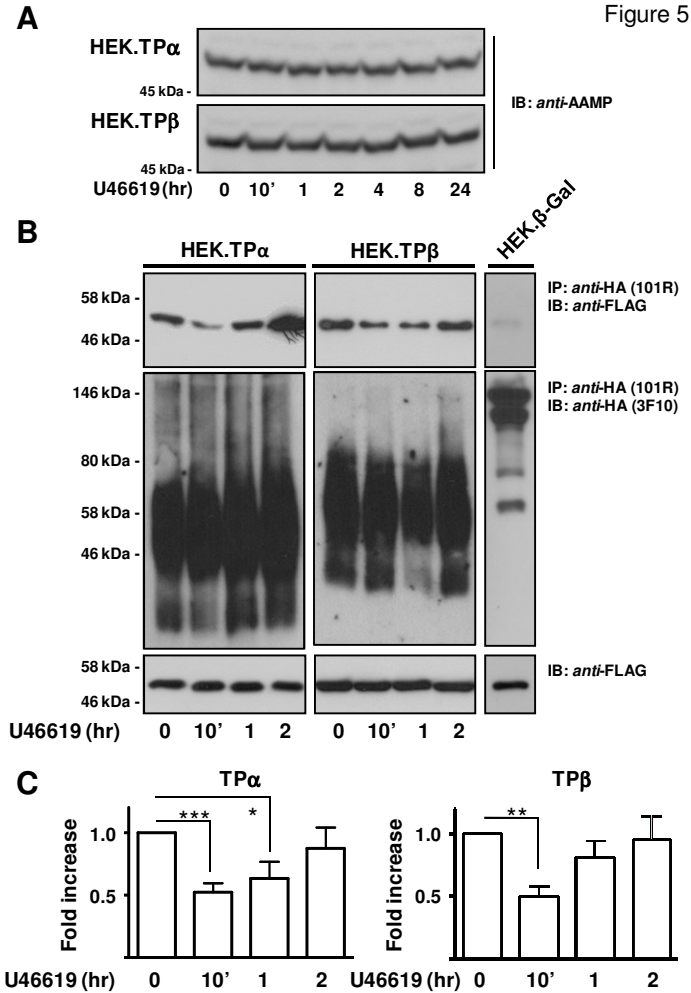 Figure 5
A
HEK.TPα
45 kDa -
HEK.TPβ
45 kDa -
IB: anti-AAMP
U46619 (hr) 0 10' 1 2 4 8 24
B
HEK.TPα HEK.TPβ HEK.β-Gal
58 kDa -
46 kDa -
IP: anti-HA (101R)
IB: anti-FLAG
146 kDa -
80 kDa -
58 kDa -
46 kDa -
IP: anti-HA (101R)
IB: anti-HA (3F10)
58 kDa -
46 kDa -
IB: anti-FLAG
U46619 (hr) 0 10' 1 2 0 10' 1 2
C
TPα TPβ
*** * **
1.0 1.0
0.5 0.5
Fold increase Fold increase
U46619 (hr) 0 10' 1 2 U46619 (hr) 0 10' 1 2